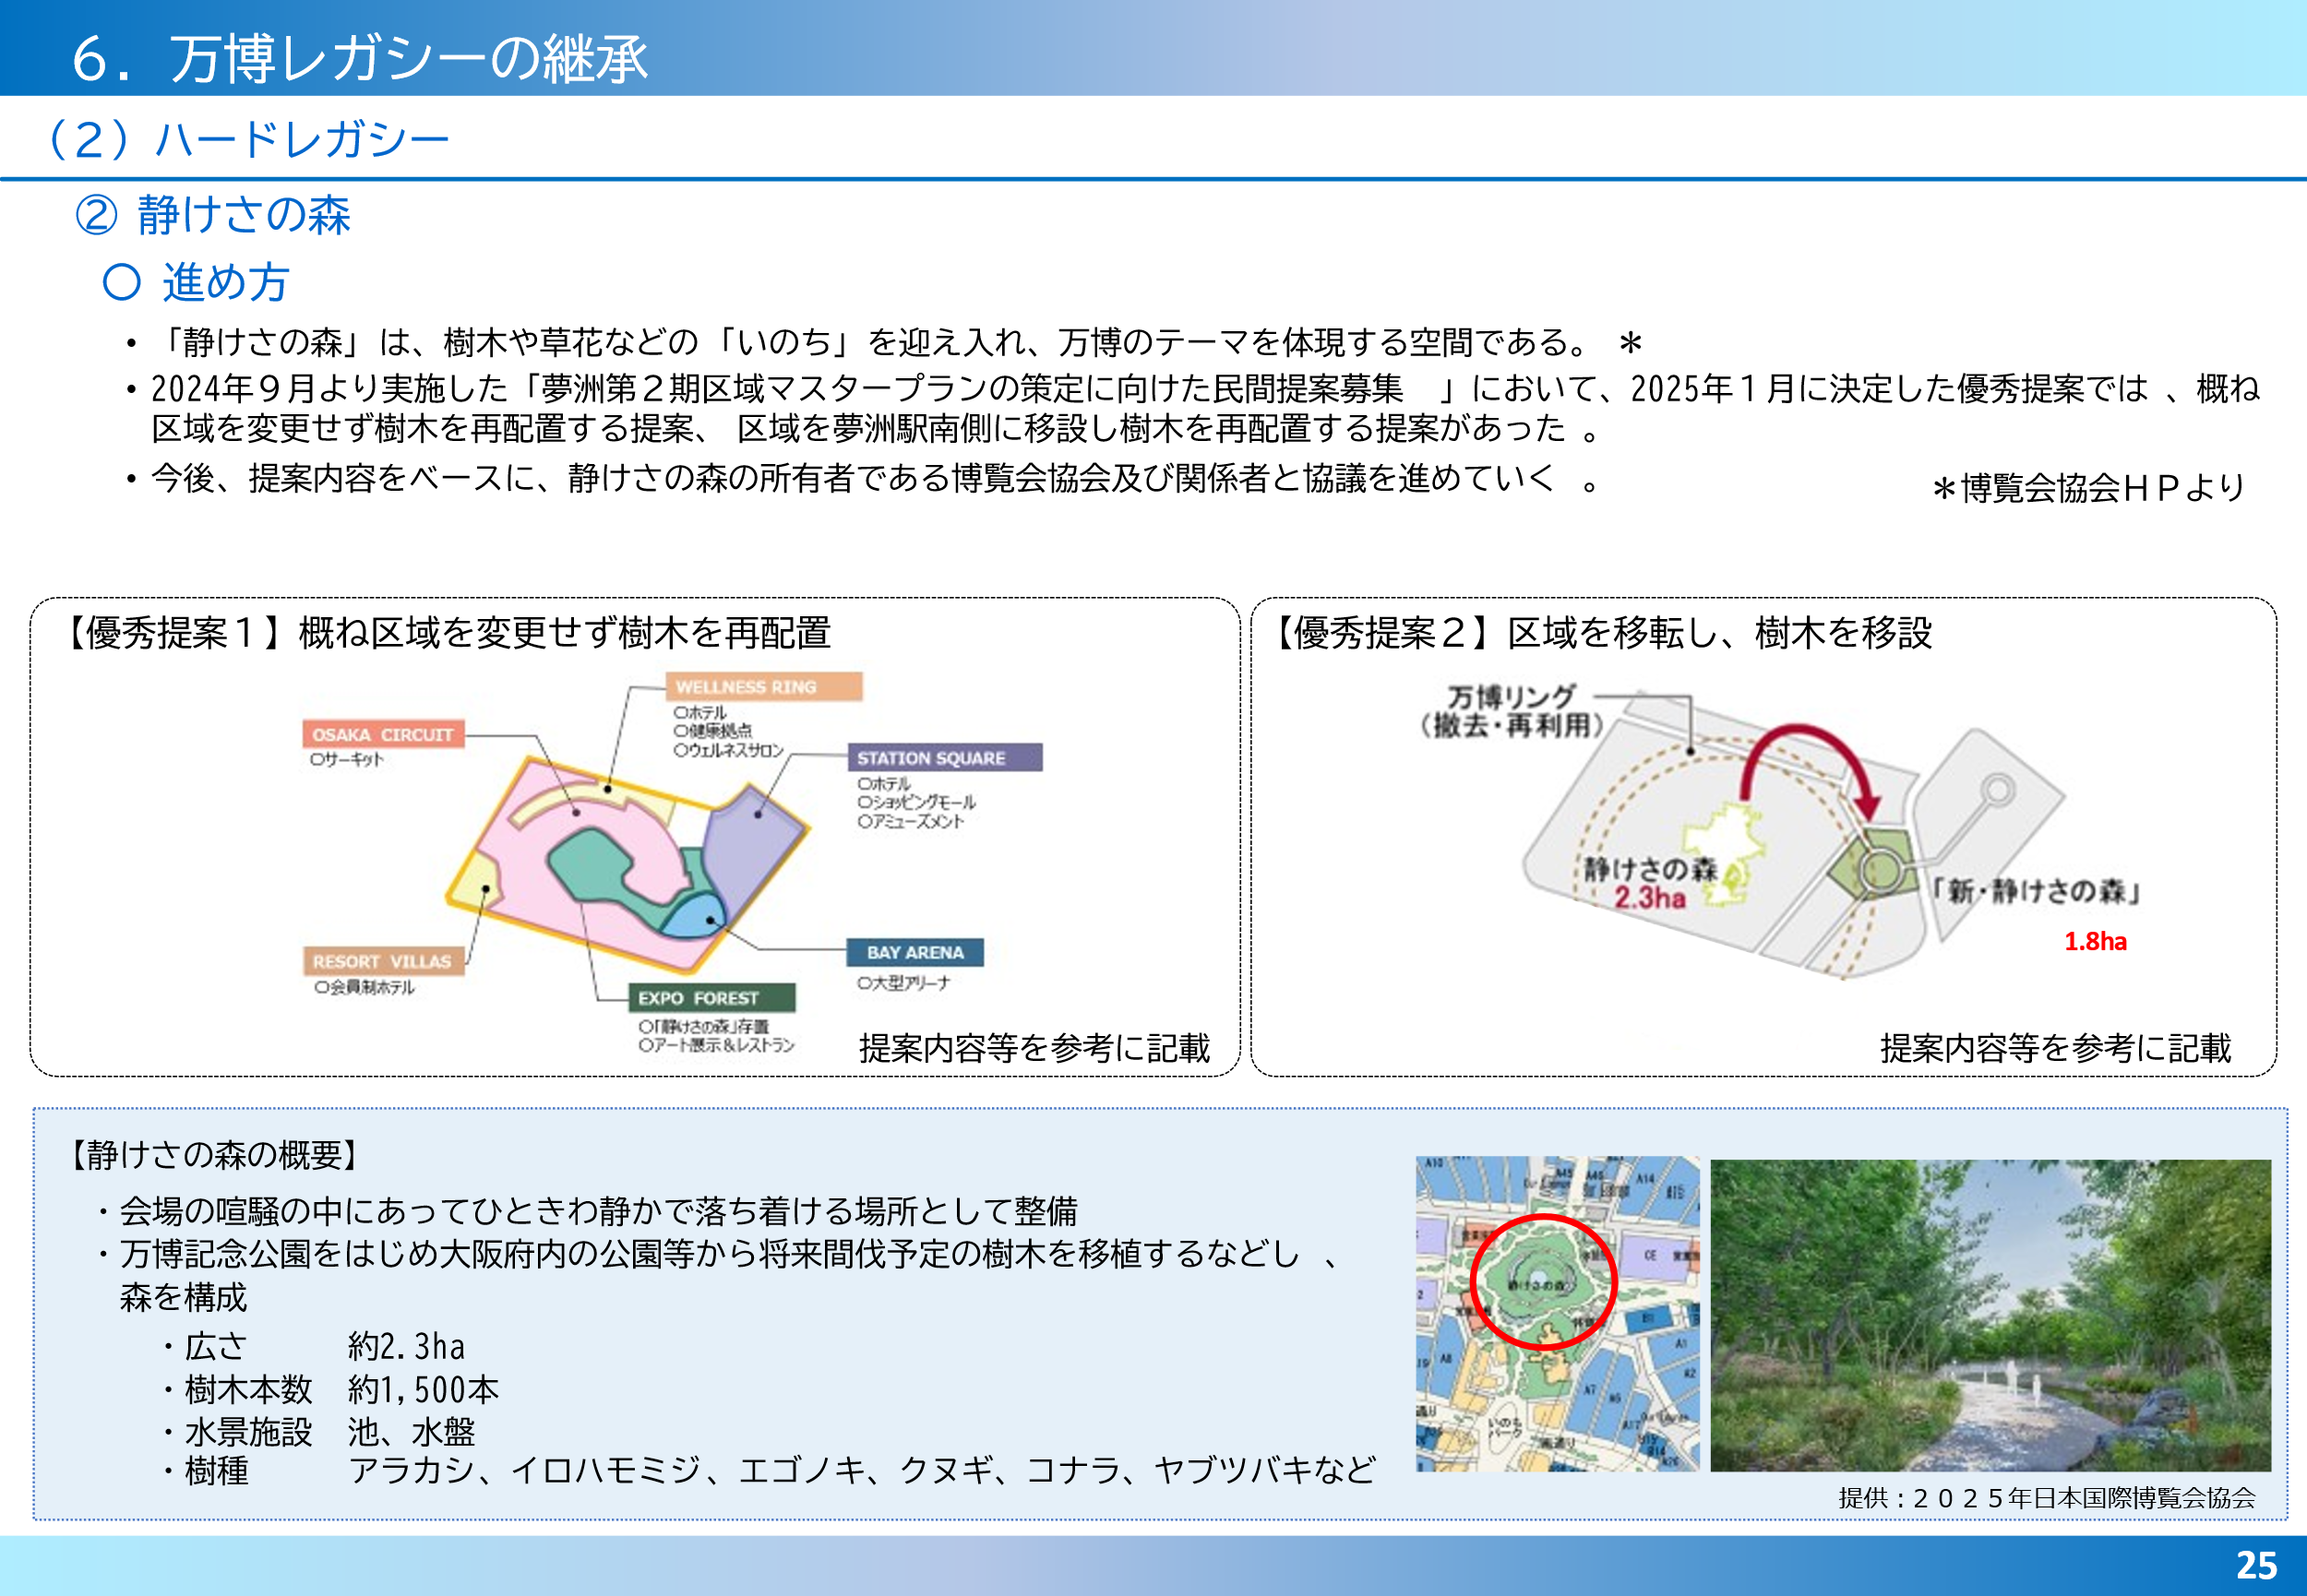 6．万博レガシーの継承
（2）ハードレガシー
② 静けさの森
〇 進め方
・「静けさの森」は、樹木や草花などの「いのち」を迎え入れ、万博のテーマを体現する空間である。 ＊
・2024年９月より実施した「夢洲第２期区域マスタープランの策定に向けた民間提案募集 」において、2025年１月に決定した優秀提案では 、概ね
区域を変更せず樹木を再配置する提案、 区域を夢洲駅南側に移設し樹木を再配置する提案があった 。
・今後、提案内容をベースに、静けさの森の所有者である博覧会協会及び関係者と協議を進めていく 。
＊博覧会協会ＨＰより
【優秀提案１】概ね区域を変更せず樹木を再配置
WELLNESS RING
○ホテル
○健康拠点
○ウェルネスサロン
OSAKA CIRCUIT
○サーキット
STATION SQUARE
○ホテル
○ショッピングモール
○アミューズメント
RESORT VILLAS
○会員制ホテル
BAY ARENA
○大型アリーナ
EXPO FOREST
○「静けさの森」存置
○アート展示＆レストラン
提案内容等を参考に記載
【優秀提案２】区域を移転し、樹木を移設
万博リング
（撤去・再利用）
静けさの森
2.3ha
「新・静けさの森」
1.8ha
提案内容等を参考に記載
【静けさの森の概要】
・会場の喧騒の中にあってひときわ静かで落ち着ける場所として整備
・万博記念公園をはじめ大阪府内の公園等から将来間伐予定の樹木を移植するなどし 、
森を構成
・広さ 約2.3ha
・樹木本数 約1,500本
・水景施設 池、水盤
・樹種 アラカシ、イロハモミジ、エゴノキ、クヌギ、コナラ、ヤブツバキなど
A10
A14
静けさの森
CE
A8
A7
A1
A2
いのち
パーク
提供：２０２５年日本国際博覧会協会
25